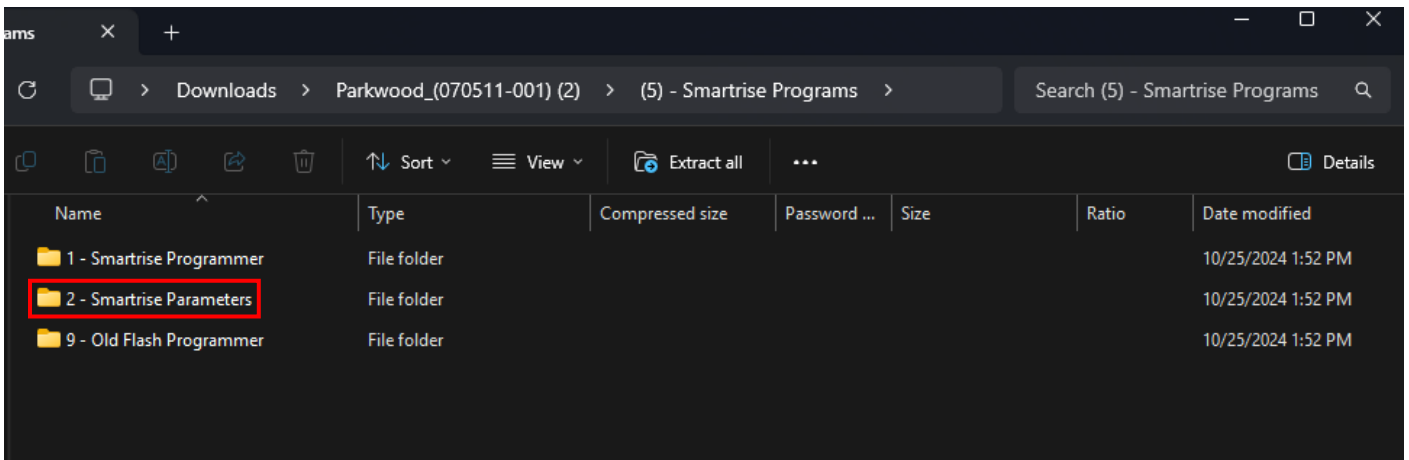 ams
Downloads > Parkwood_(070511-001) (2) > (5) - Smartrise Programs > Search (5) - Smartrise Programs
Sort View Extract all ... Details
Name Type Compressed size Password ... Size Ratio Date modified
1 - Smartrise Programmer File folder 10/25/2024 1:52 PM
2 - Smartrise Parameters File folder 10/25/2024 1:52 PM
9 - Old Flash Programmer File folder 10/25/2024 1:52 PM